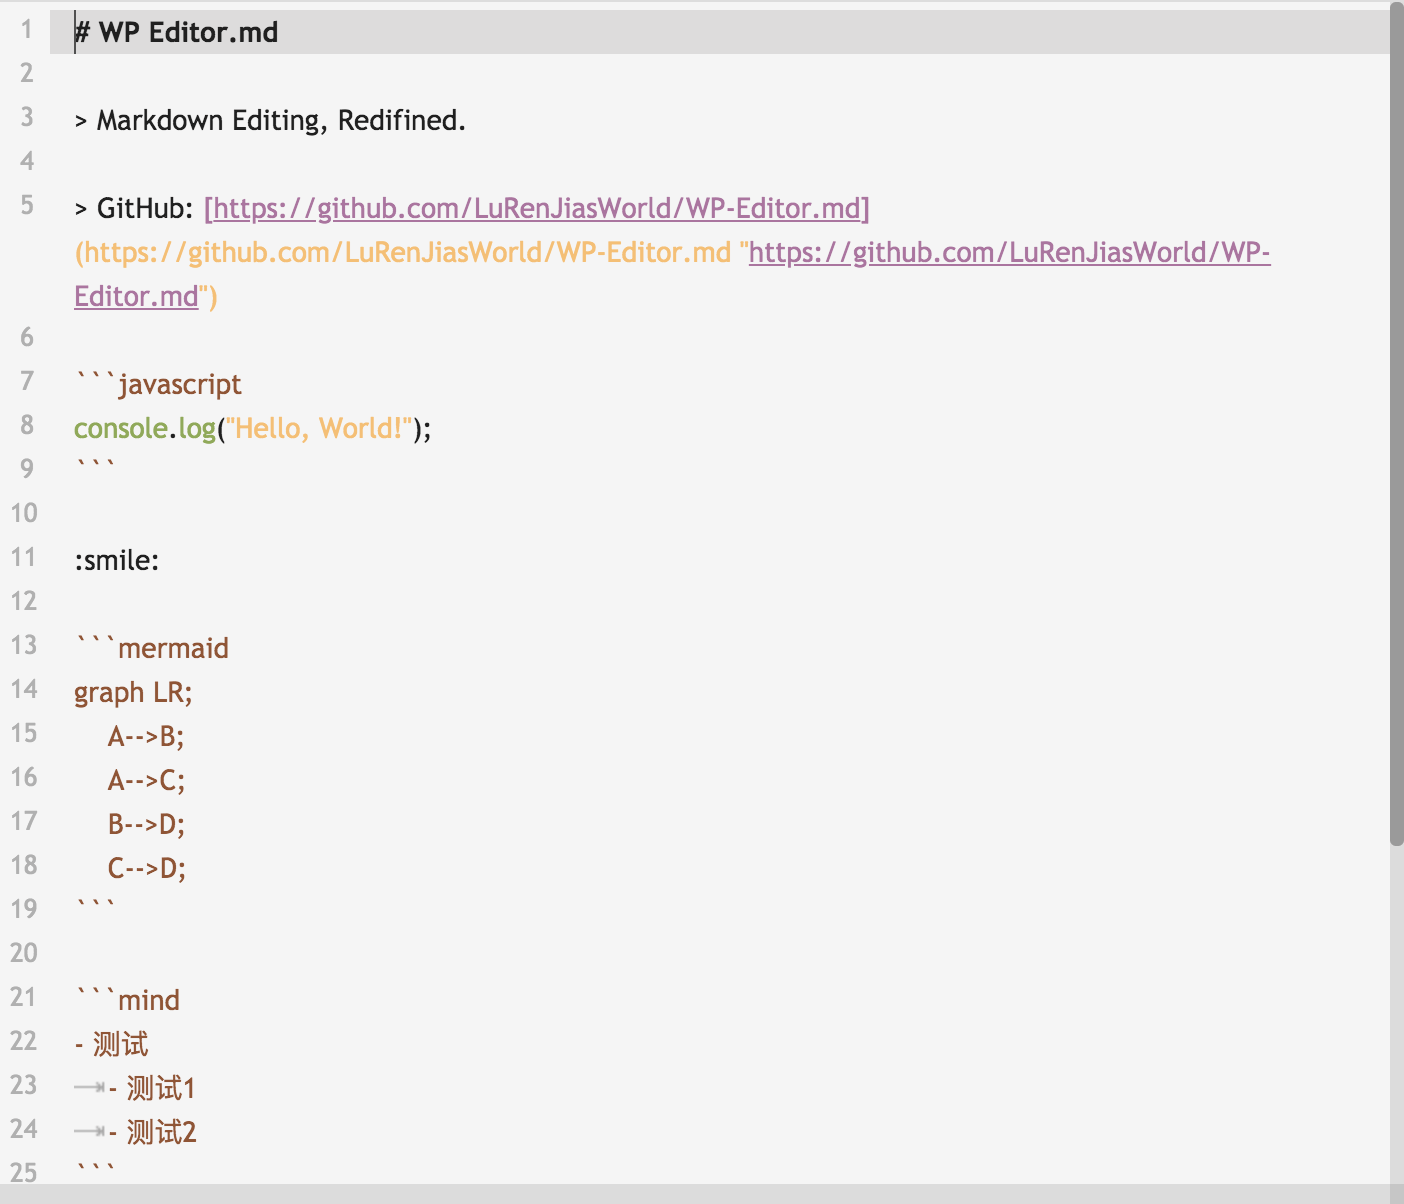 1 # WP Editor.md
2
3 > Markdown Editing, Redifined.
4
5 > GitHub: [https://github.com/LuRenJiasWorld/WP-Editor.md]
(https://github.com/LuRenJiasWorld/WP-Editor.md "https://github.com/LuRenJiasWorld/WP-
Editor.md")
6
7 ```javascript
8 console.log("Hello, World!");
9 ```
10
11 :smile:
12
13 ```mermaid
14 graph LR;
15 A-->B;
16 A-->C;
17 B-->D;
18 C-->D;
19 ```
20
21 ```mind
22 - 测试
23 - 测试1
24 - 测试2
25 ```